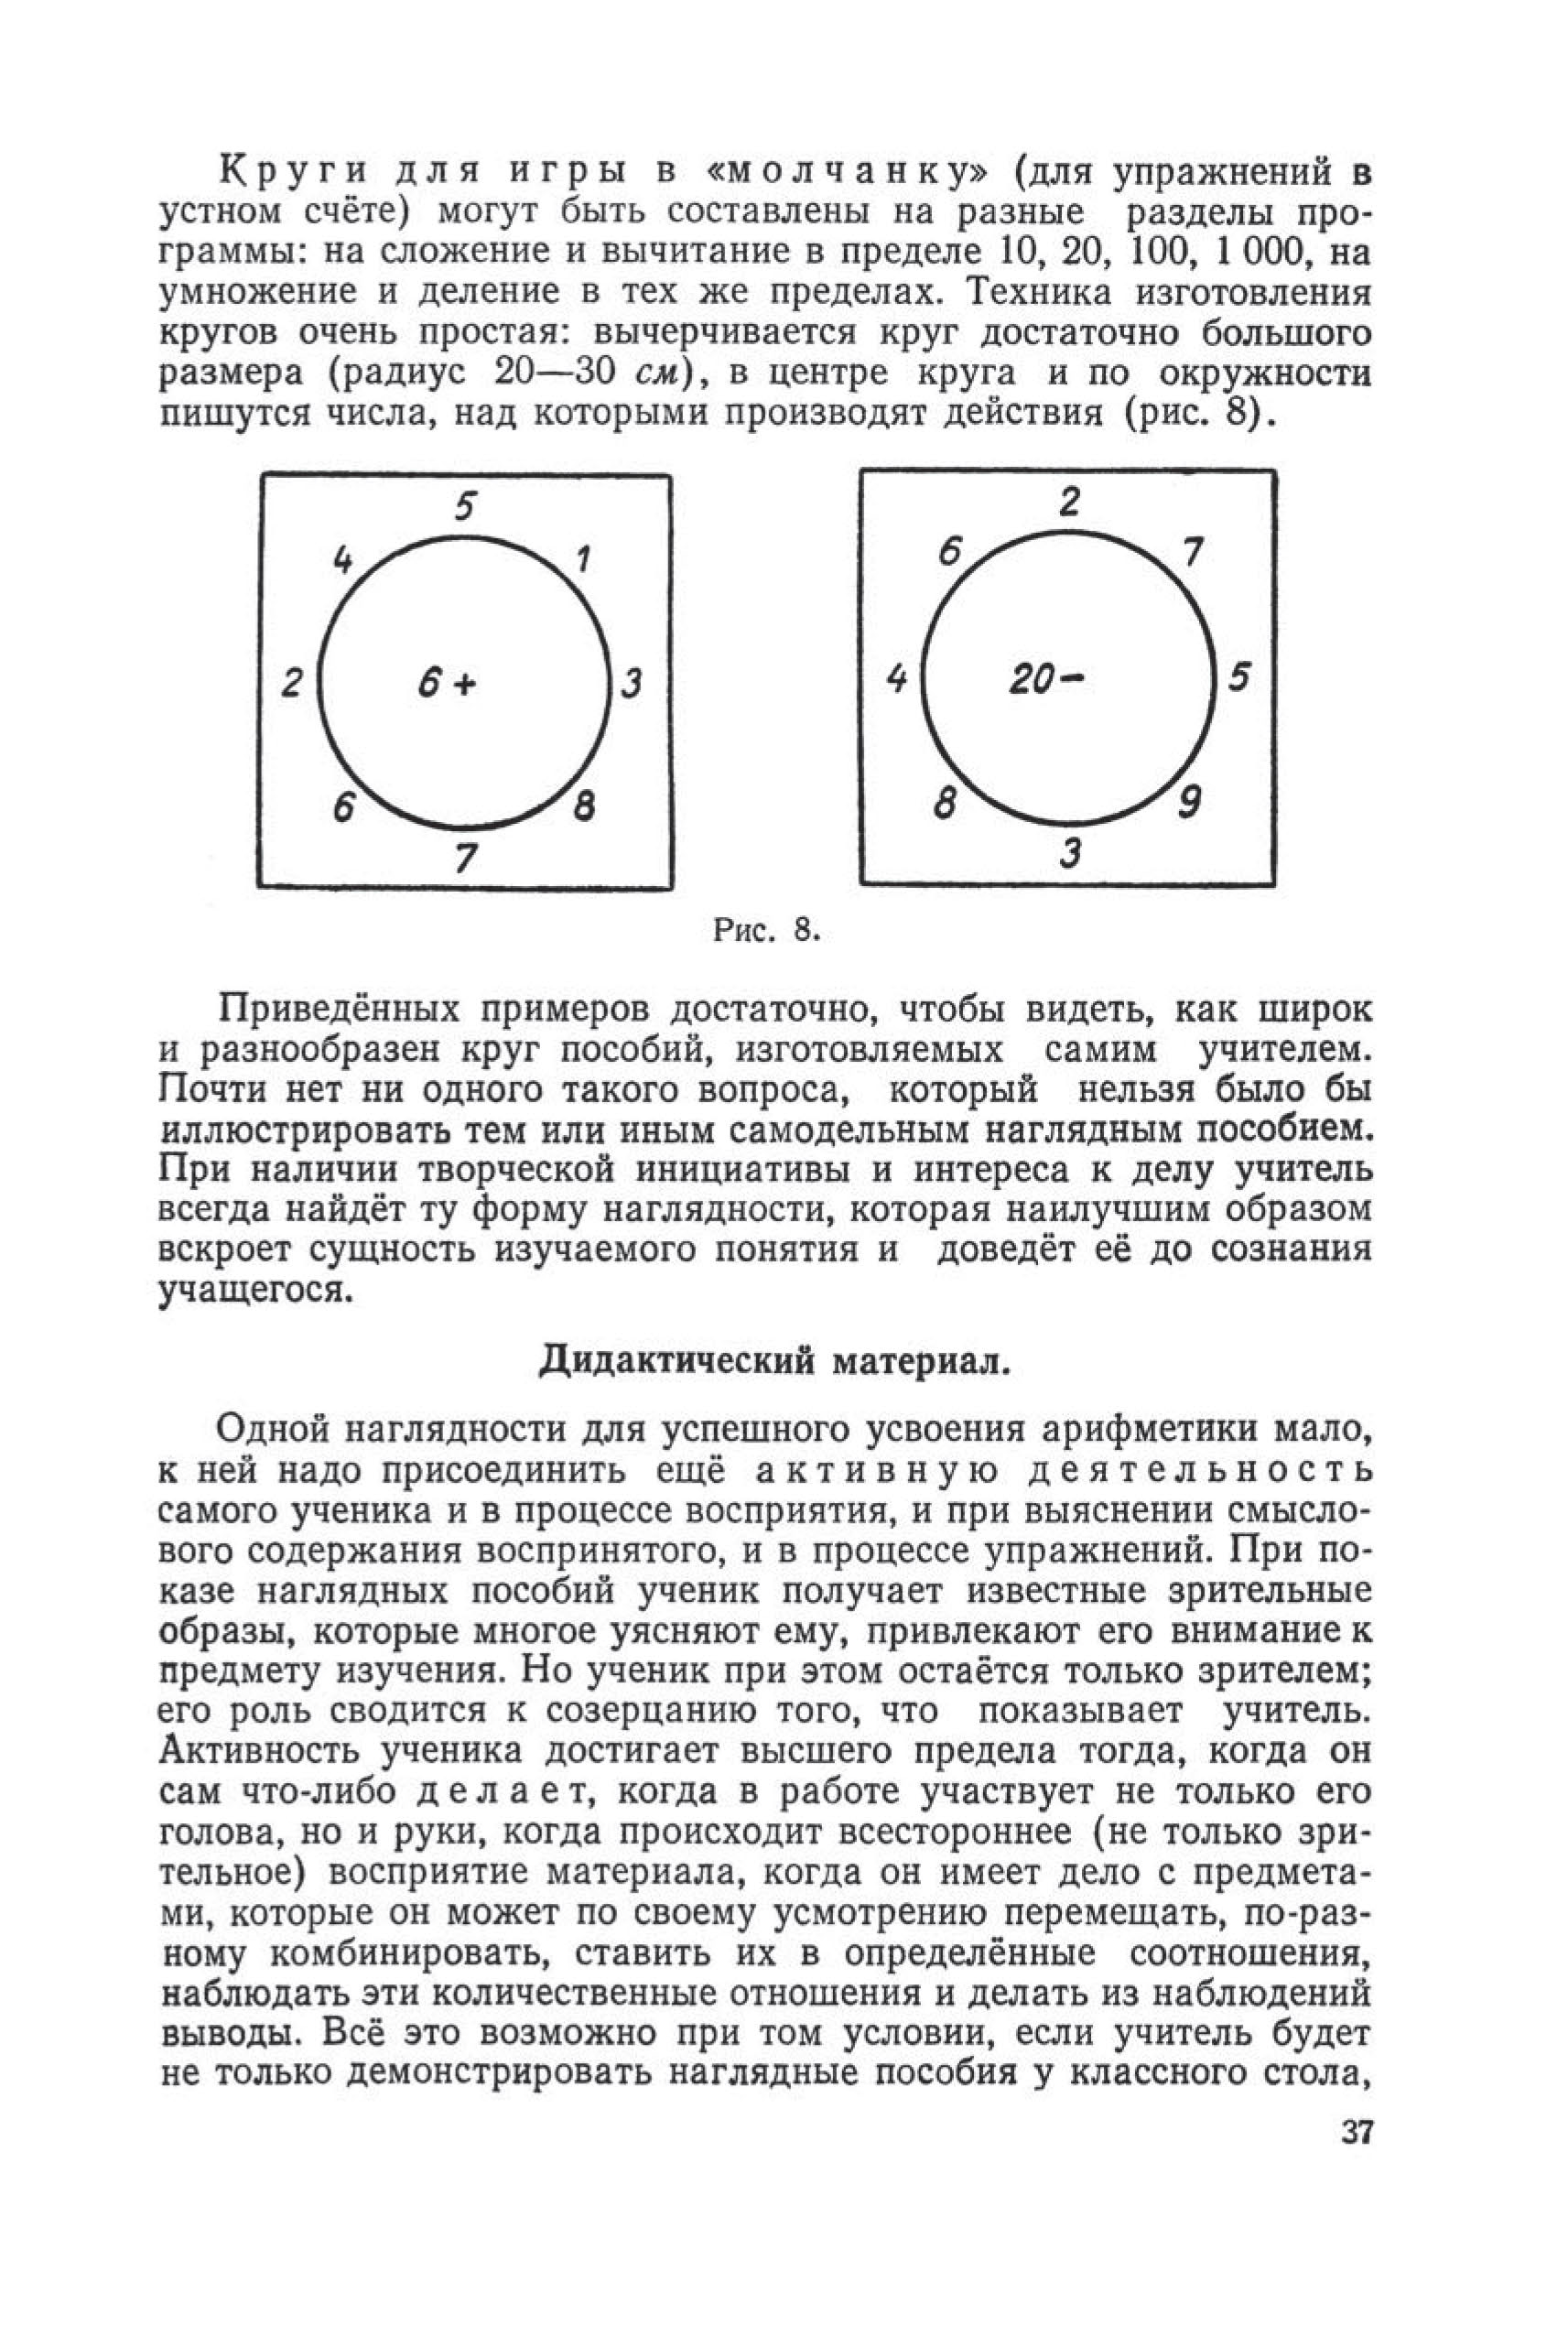 Круги для игры в «молчанку» (для упражнений в
устном счёте) могут быть составлены на разные разделы про-
граммы: на сложение и вычитание в пределе 10, 20, 100, 1 000, на
умножение и деление в тех же пределах. Техника изготовления
кругов очень простая: вычерчивается круг достаточно большого
размера (радиус 20—30 см), в центре круга и по окружности
пишутся числа, над которыми производят действия (рис. 8).
5
4 1
2 6 + 3
6 8
7
2
6 7
4 20 – 5
8 9
3
Рис. 8.
Приведённых примеров достаточно, чтобы видеть, как широк
и разнообразен круг пособий, изготовляемых самим учителем.
Почти нет ни одного такого вопроса, который нельзя было бы
иллюстрировать тем или иным самодельным наглядным пособием.
При наличии творческой инициативы и интереса к делу учитель
всегда найдёт ту форму наглядности, которая наилучшим образом
вскроет сущность изучаемого понятия и доведёт её до сознания
учащегося.
Дидактический материал.
Одной наглядности для успешного усвоения арифметики мало,
к ней надо присоединить ещё активную деятельность
самого ученика и в процессе восприятия, и при выяснении смысло-
вого содержания воспринятого, и в процессе упражнений. При по-
казе наглядных пособий ученик получает известные зрительные
образы, которые многое уясняют ему, привлекают его внимание к
предмету изучения. Но ученик при этом остаётся только зрителем;
его роль сводится к созерцанию того, что показывает учитель.
Активность ученика достигает высшего предела тогда, когда он
сам что-либо делает, когда в работе участвует не только его
голова, но и руки, когда происходит всестороннее (не только зри-
тельное) восприятие материала, когда он имеет дело с предмета-
ми, которые он может по своему усмотрению перемещать, по-раз-
ному комбинировать, ставить их в определённые соотношения,
наблюдать эти количественные отношения и делать из наблюдений
выводы. Всё это возможно при том условии, если учитель будет
не только демонстрировать наглядные пособия у классного стола,
37